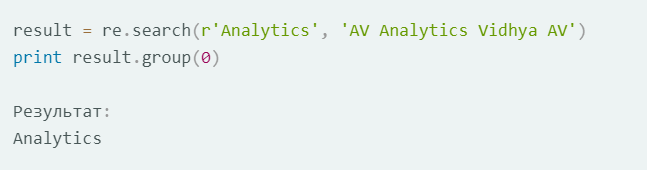 result = re.search(r'Analytics', 'AV Analytics Vidhya AV')
print result.group(0)
Результат:
Analytics